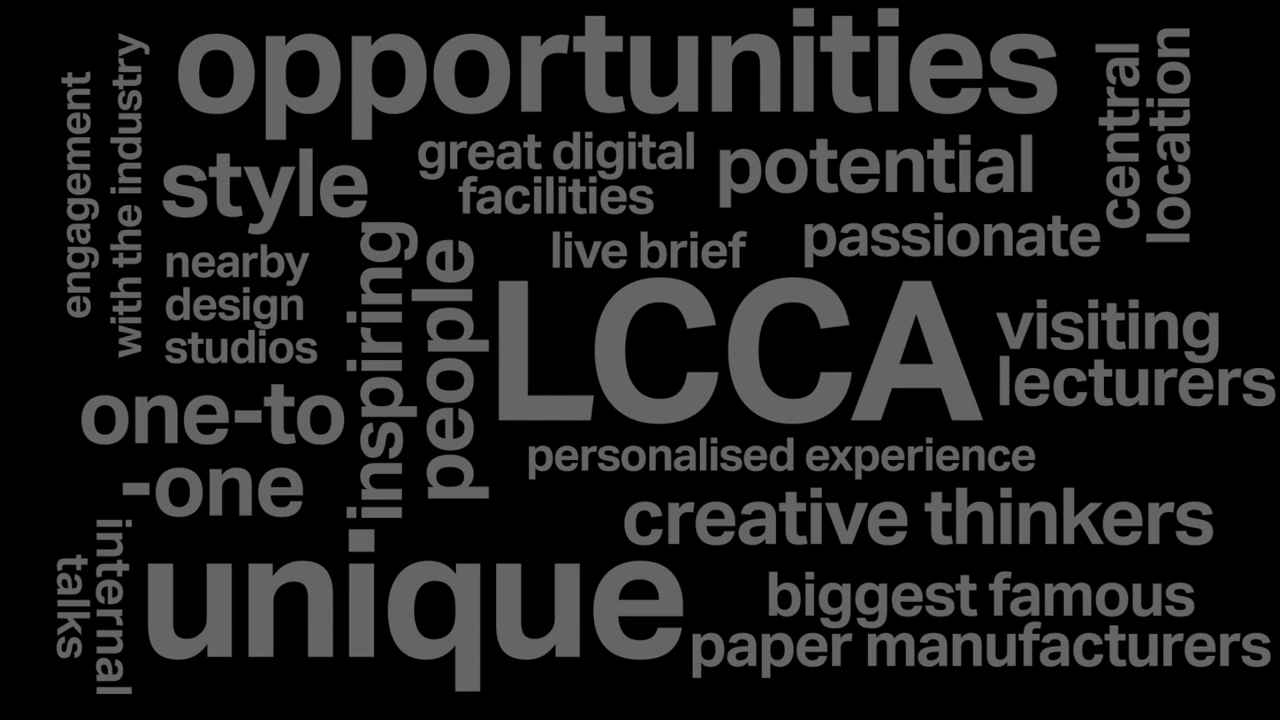 opportunities
engagement
with the industry
central
location
style
great digital
facilities
potential
nearby
design
studios
inspiring
people
live brief
passionate
LCCA
visiting
lecturers
one-to
-one
personalised experience
creative thinkers
internal
talks
unique
biggest famous
paper manufacturers